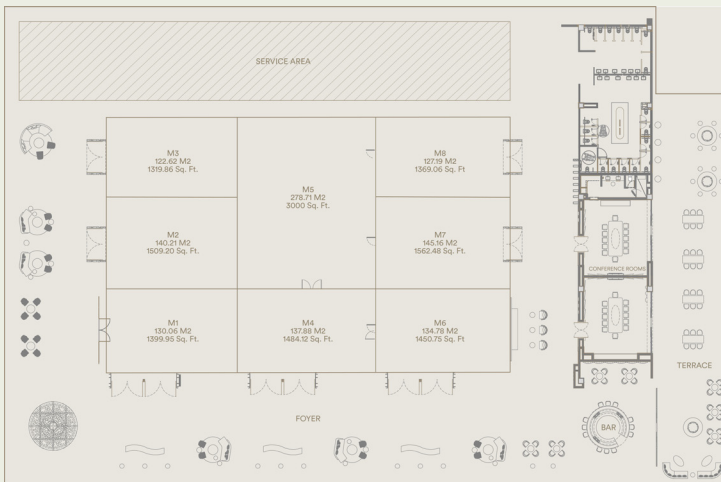 SERVICE AREA
M3
122.62 M2
1319.86 Sq. Ft.
M5
278.71 M2
3000 Sq. Ft.
M8
127.19 M2
1369.06 Sq. Ft
M2
140.21 M2
1509.20 Sq. Ft.
M7
145.16 M2
1562.48 Sq. Ft.
CONFERENCE ROOMS
M1
130.06 M2
1399.95 Sq. Ft.
M4
137.88 M2
1484.12 Sq. Ft.
M6
134.78 M2
1450.75 Sq. Ft
TERRACE
FOYER
BAR